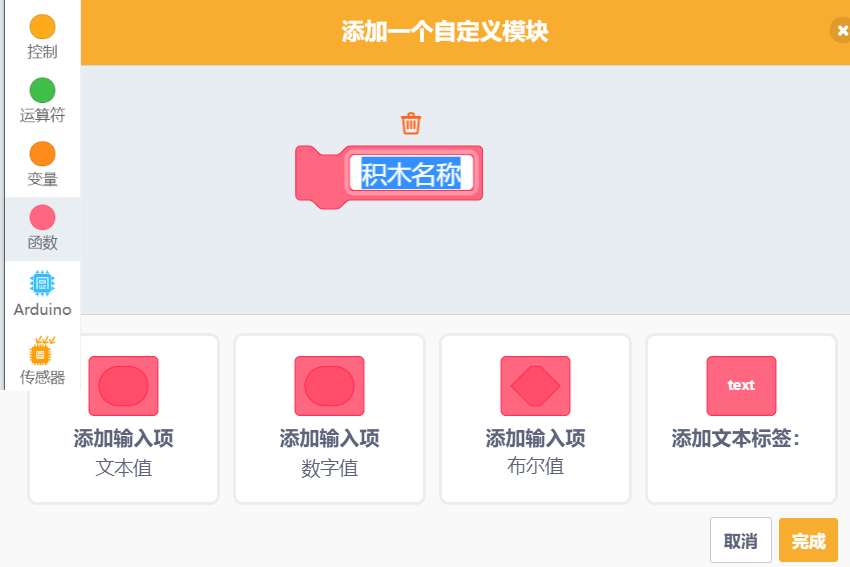 控制
运算符
变量
函数
Arduino
传感器
添加一个自定义模块
积木名称
添加输入项
文本值
添加输入项
数字值
添加输入项
布尔值
text
添加文本标签：
取消
完成